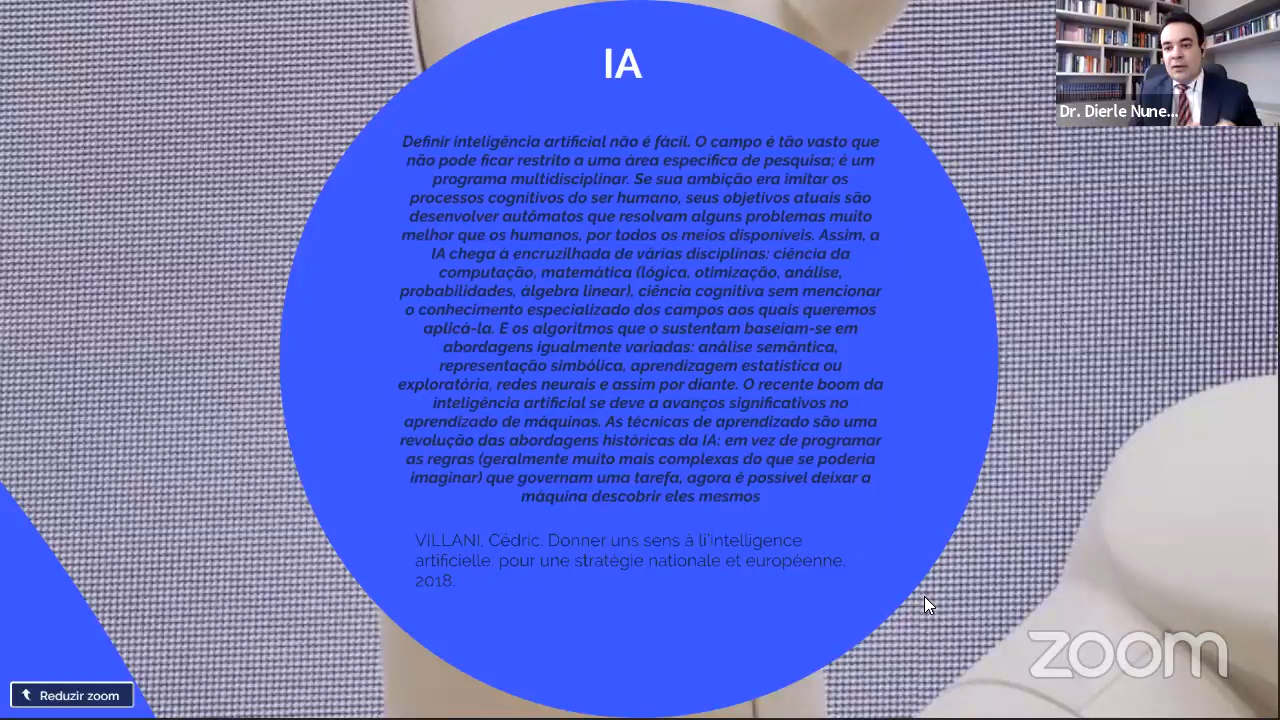 IA
Definir inteligência artificial não é fácil. O campo é tão vasto que
não pode ficar restrito a uma área específica de pesquisa; é um
programa multidisciplinar. Se sua ambição era imitar os
processos cognitivos do ser humano, seus objetivos atuais são
desenvolver autômatos que resolvam alguns problemas muito
melhor que os humanos, por todos os meios disponíveis. Assim, a
IA chega à encruzilhada de várias disciplinas: ciência da
computação, matemática (lógica, otimização, análise,
probabilidades, álgebra linear), ciência cognitiva sem mencionar
o conhecimento especializado dos campos aos quais queremos
aplicá-la. E os algoritmos que o sustentam baseiam-se em
abordagens igualmente variadas: análise semântica,
representação simbólica, aprendizagem estatística ou
exploratória, redes neurais e assim por diante. O recente boom da
inteligência artificial se deve a avanços significativos no
aprendizado de máquinas. As técnicas de aprendizado são uma
revolução das abordagens históricas da IA: em vez de programar
as regras (geralmente muito mais complexas do que se poderia
imaginar) que governam uma tarefa, agora é possível deixar a
máquina descobrir eles mesmos
VILLANI, Cédric. Donner uns sens à li'intelligence
artificielle: pour une stratégie nationale et européenne.
2018.
Dr. Dierle Nune...
Reduzir zoom
zoom